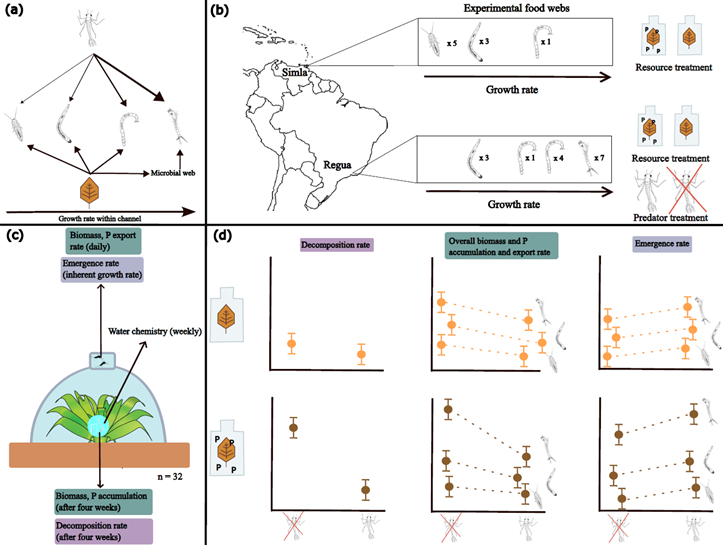 (a)
Microbial web
Growth rate within channel
(b)
Experimental food webs
x 5
x 3
x 1
Simla
Growth rate
Resource treatment
x 3
x 1
x 4
x 7
Regua
Growth rate
P P
P P
Resource treatment
Predator treatment
(c)
Biomass, P export
rate (daily)
Emergence rate
(inherent growth rate)
Water chemistry (weekly)
n = 32
Biomass, P accumulation
(after four weeks)
Decomposition rate
(after four weeks)
(d)
Decomposition rate
Overall biomass and P
accumulation and export rate
Emergence rate
P P
P P